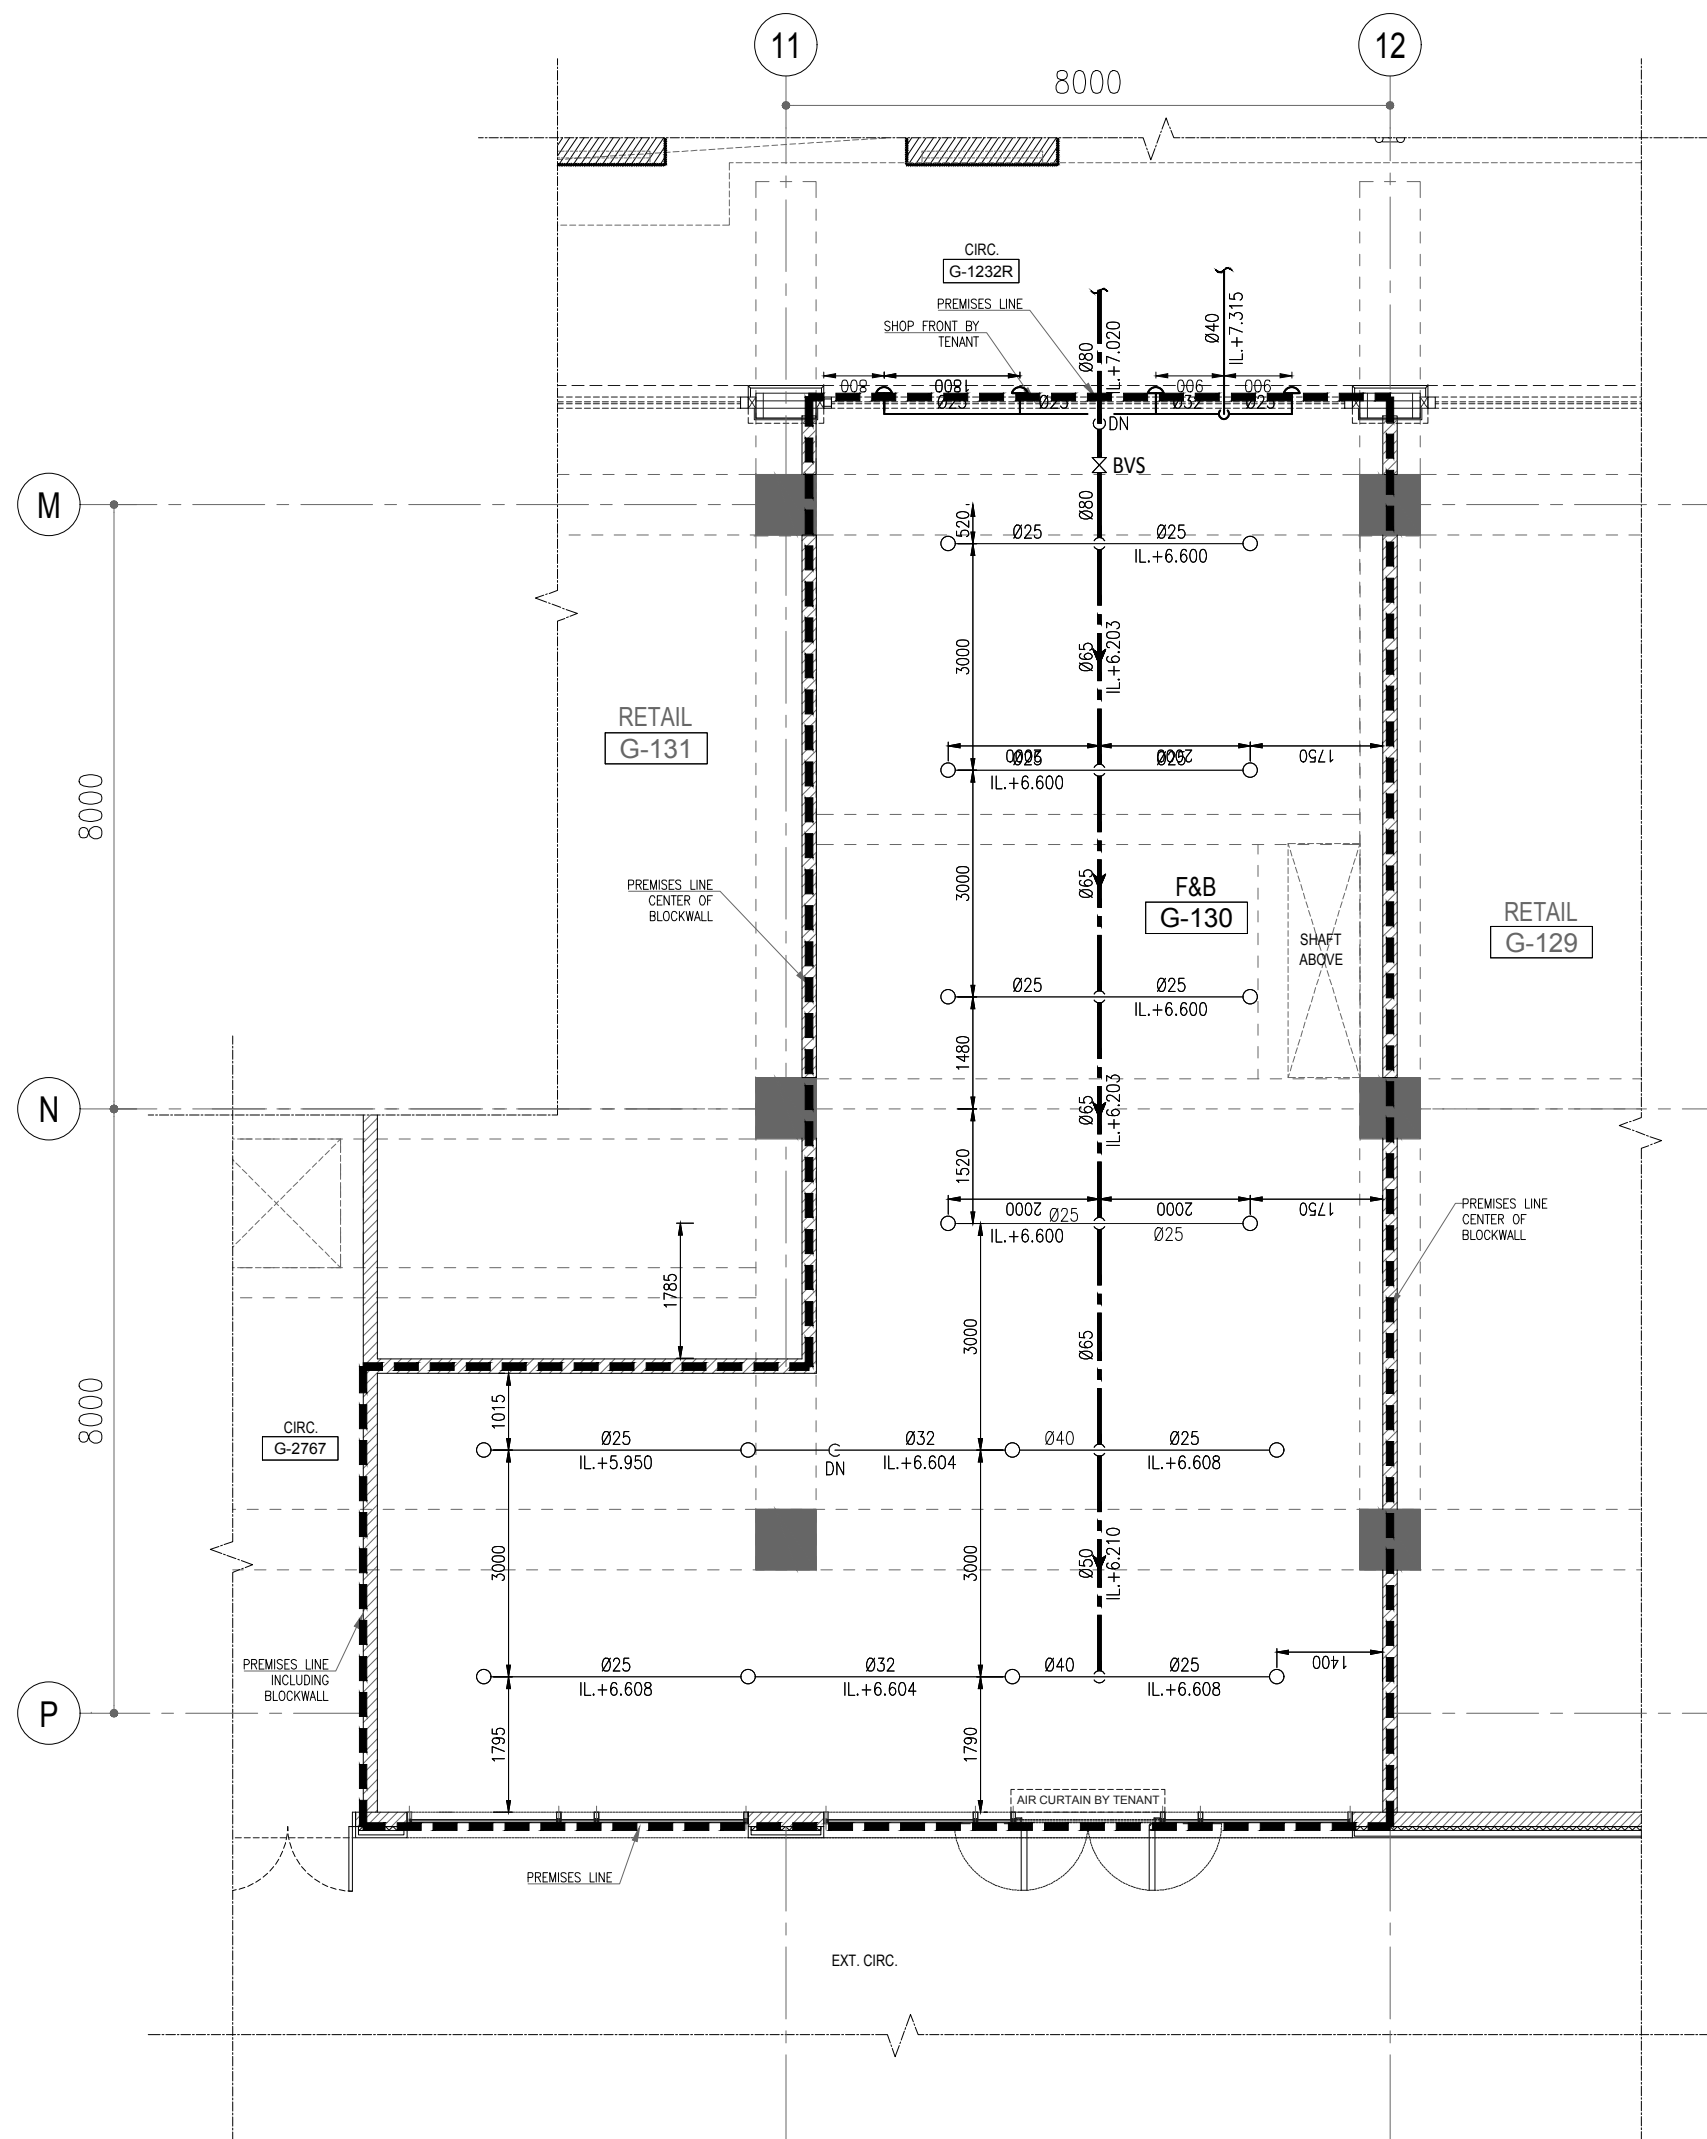 11
12
8000
CIRC.
G-1232R
PREMISES LINE
SHOP FRONT BY
TENANT
Ø80
IL.+7.020
Ø40
IL.+7.315
800
1800
900
900
Ø25
Ø25
Ø32
Ø25
DN
BVS
M
Ø80
520
Ø25
Ø25
IL.+6.600
3000
Ø65
IL.+6.203
RETAIL
G-131
2000
2000
1750
Ø25
Ø25
IL.+6.600
8000
3000
Ø65
F&B
G-130
PREMISES LINE
CENTER OF
BLOCKWALL
RETAIL
G-129
SHAFT
ABOVE
Ø25
Ø25
IL.+6.600
1480
N
Ø65
IL.+6.203
1520
2000
2000
1750
Ø25
IL.+6.600
Ø25
PREMISES LINE
CENTER OF
BLOCKWALL
1785
3000
Ø65
8000
1015
CIRC.
G-2767
Ø25
IL.+5.950
DN
Ø32
IL.+6.604
Ø40
Ø25
IL.+6.608
3000
3000
Ø50
IL.+6.210
PREMISES LINE
INCLUDING
BLOCKWALL
1400
Ø25
IL.+6.608
Ø32
IL.+6.604
Ø40
Ø25
IL.+6.608
P
1795
1790
AIR CURTAIN BY TENANT
PREMISES LINE
EXT. CIRC.